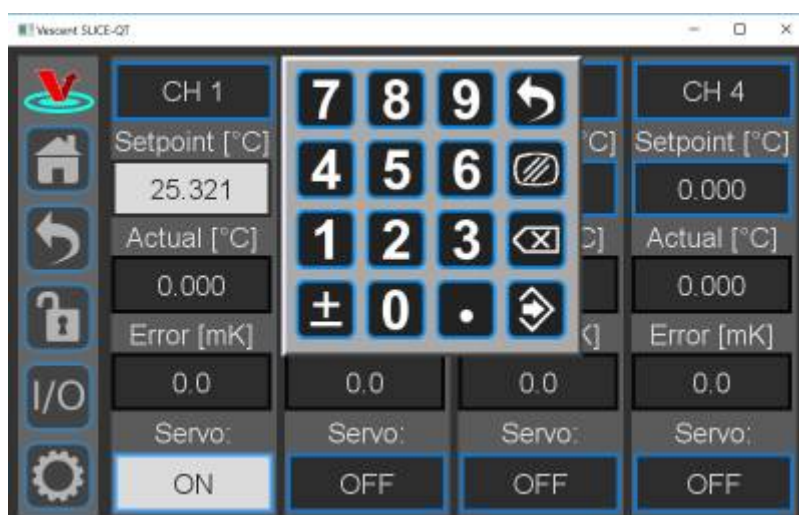 Vescent SLICE-QT
CH 1
CH 4
Setpoint [°C]
°C]
Setpoint [°C]
25.321
0.000
Actual [°C]
C]
Actual [°C]
0.000
0.000
Error [mK]
K]
Error [mK]
0.0
0.0
0.0
0.0
Servo:
Servo:
Servo:
Servo:
ON
OFF
OFF
OFF
I/O
7 8 9
4 5 6
1 2 3
± 0 .